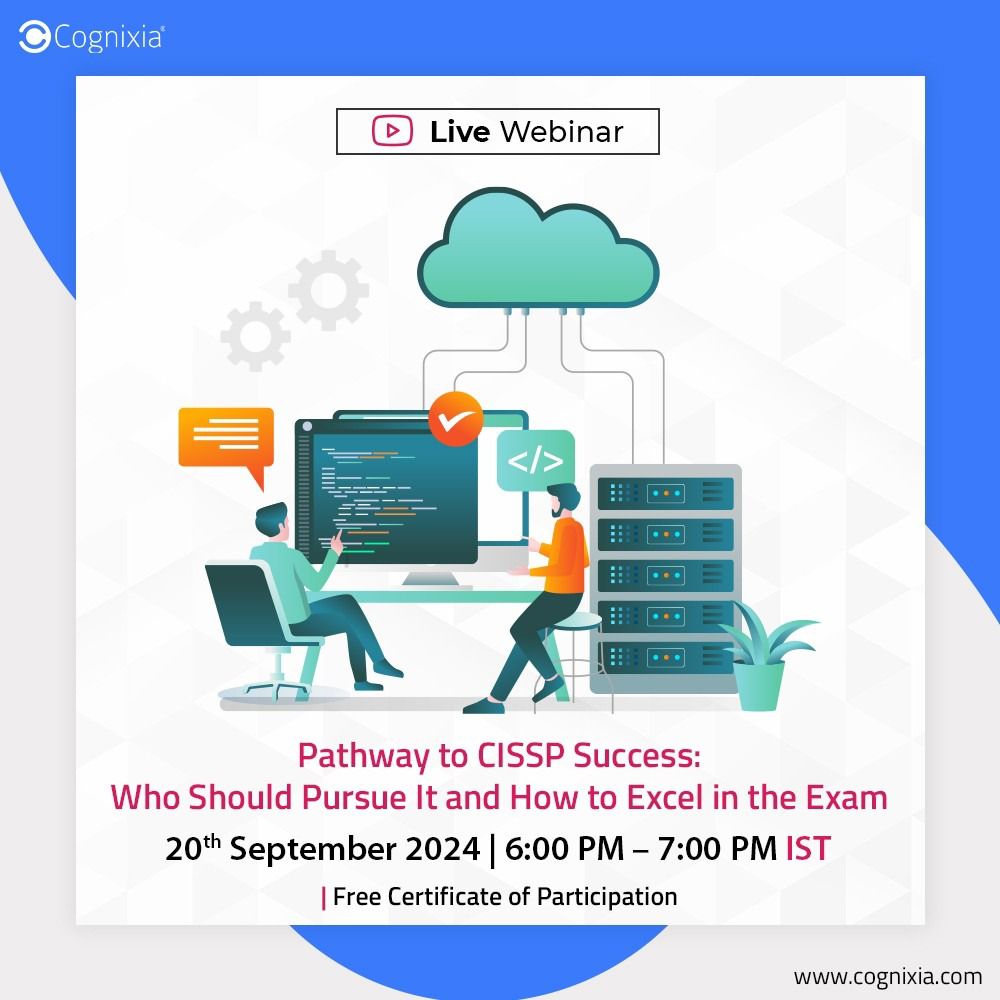 Cognixia®
Live Webinar
</>
Pathway to CISSP Success:
Who Should Pursue It and How to Excel in the Exam
20th September 2024 | 6:00 PM – 7:00 PM IST
| Free Certificate of Participation
www.cognixia.com